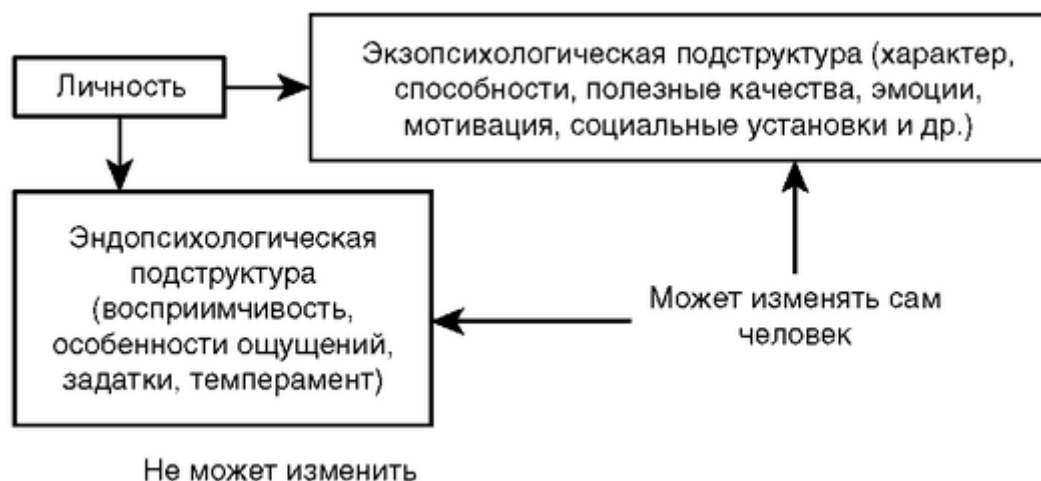 Личность
Экзопсихологическая подструктура (характер,
способности, полезные качества, эмоции,
мотивация, социальные установки и др.)
Эндопсихологическая
подструктура
(восприимчивость,
особенности ощущений,
задатки, темперамент)
Может изменять сам
человек
Не может изменить